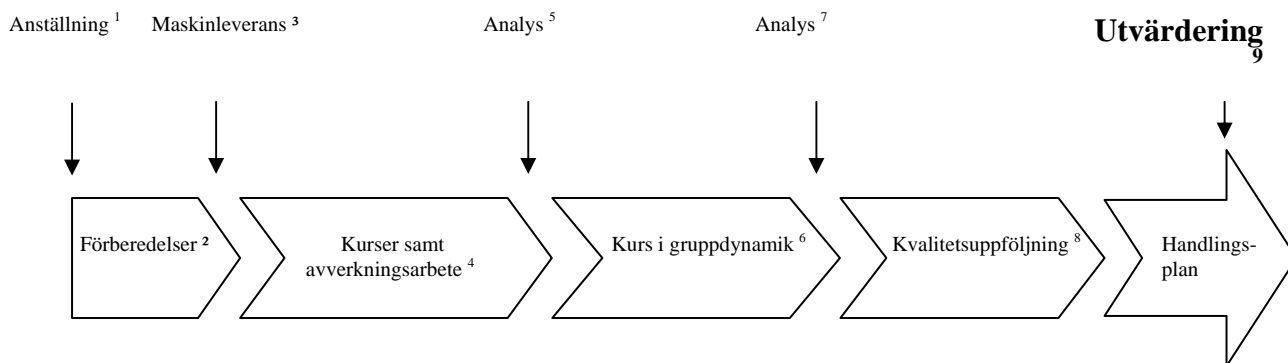 Anställning ¹
Maskinleverans ³
Analys ⁵
Analys ⁷
Utvärdering
9
Förberedelser ²
Kurser samt
avverkningsarbete ⁴
Kurs i gruppdynamik ⁶
Kvalitetsuppföljning ⁸
Handlings-
plan